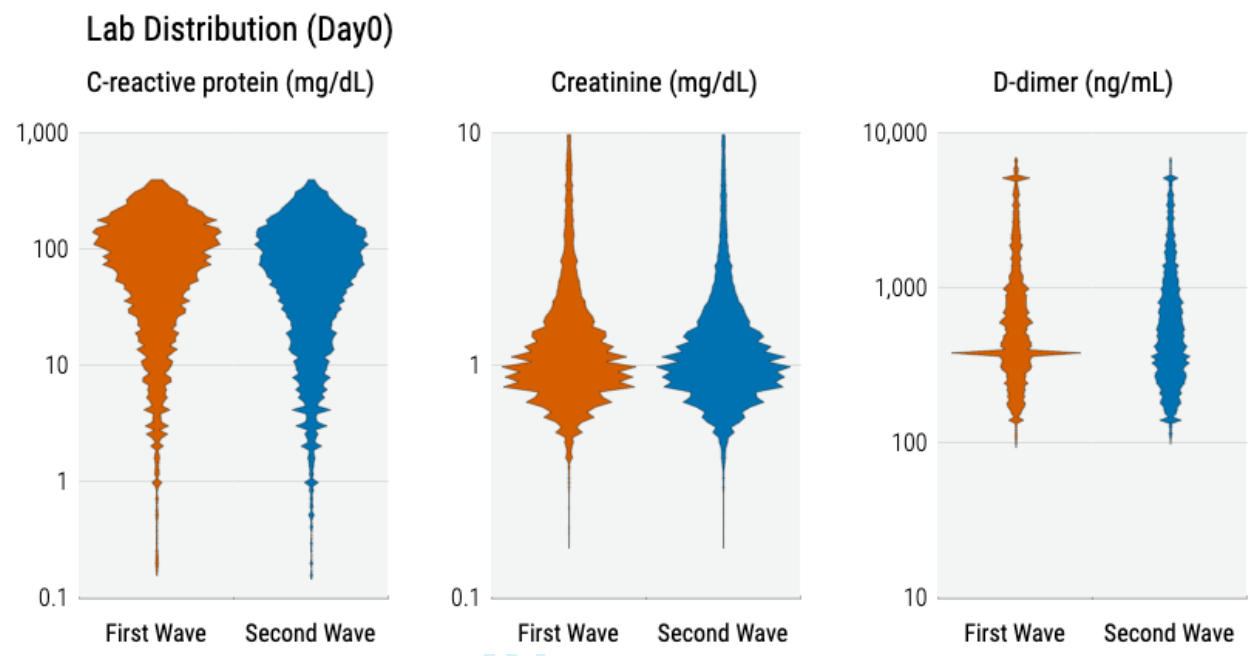 Lab Distribution (Day0)
C-reactive protein (mg/dL)
1,000
100
10
1
0.1
First Wave Second Wave
Creatinine (mg/dL)
10
1
0.1
First Wave Second Wave
D-dimer (ng/mL)
10,000
1,000
100
10
First Wave Second Wave